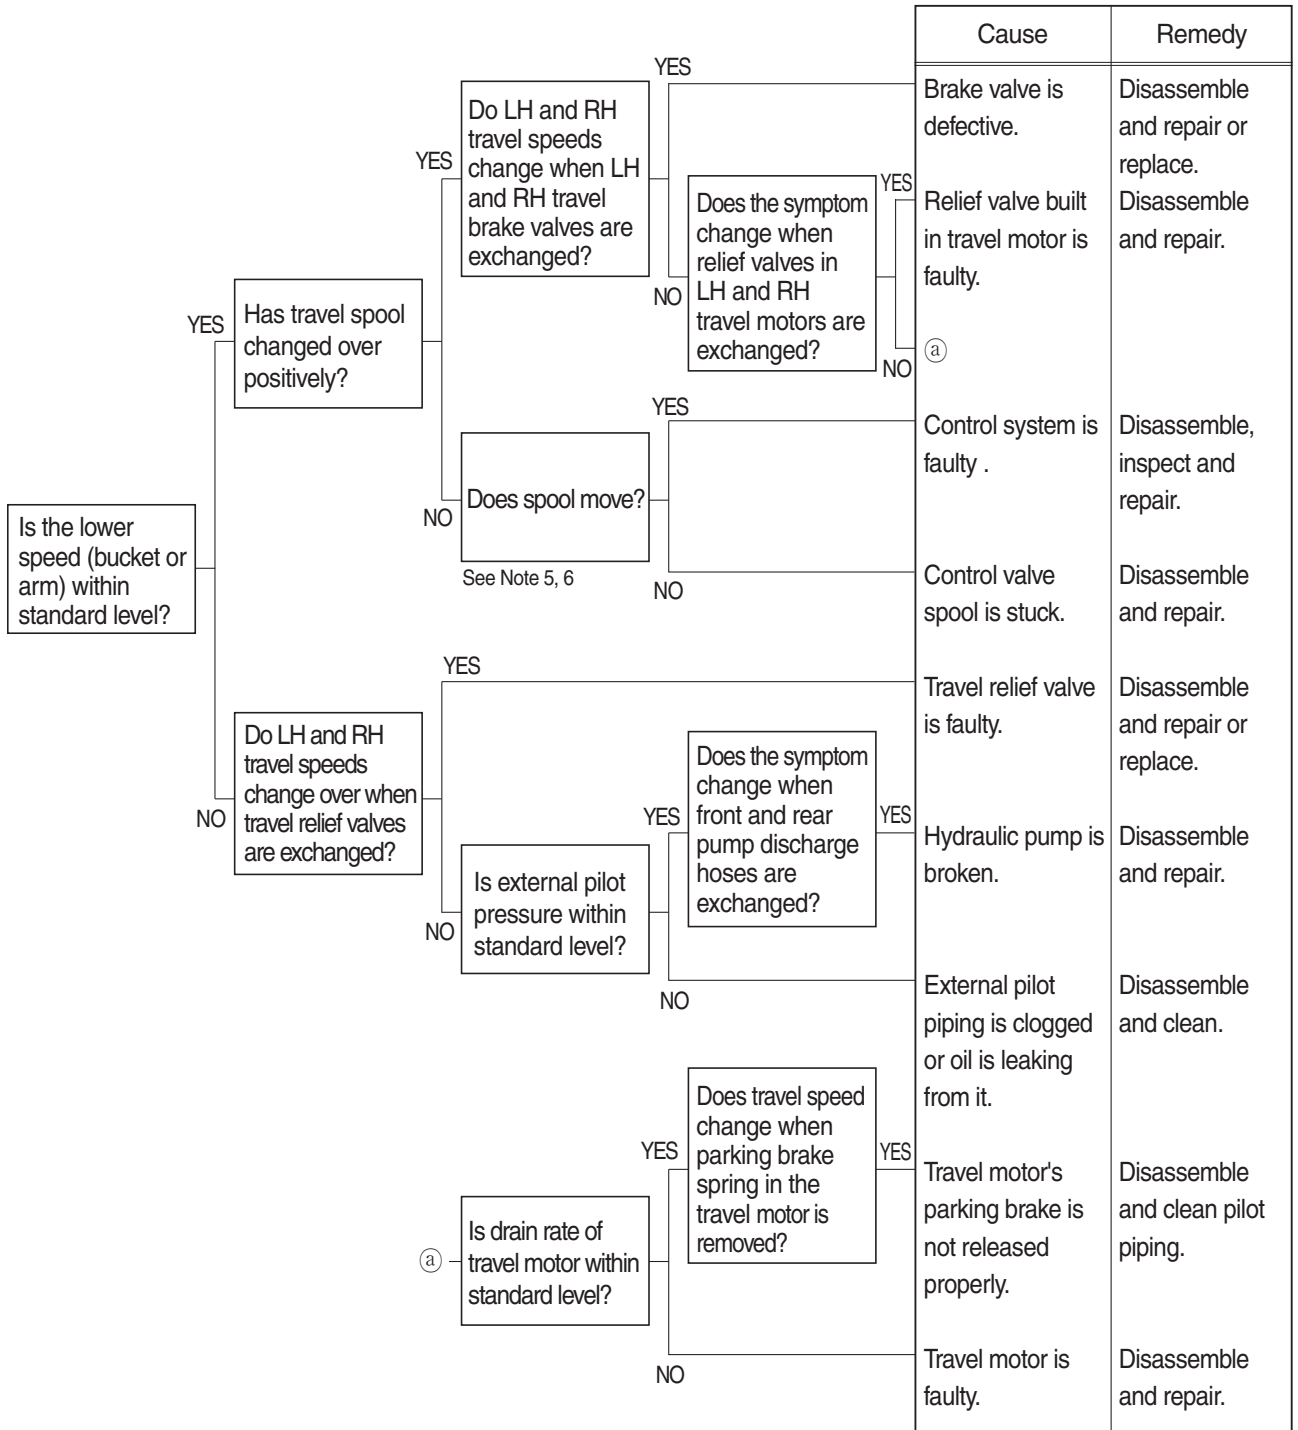 Cause
Remedy
YES
Do LH and RH
travel speeds
change when LH
and RH travel
brake valves are
exchanged?
Brake valve is
defective.
Disassemble
and repair or
replace.
YES
YES
Does the symptom
change when
relief valves in
LH and RH
travel motors are
exchanged?
Relief valve built
in travel motor is
faulty.
Disassemble
and repair.
NO
YES
Has travel spool
changed over
positively?
NO
ⓐ
YES
Control system is
faulty .
Disassemble,
inspect and
repair.
NO
Does spool move?
See Note 5, 6
NO
Control valve
spool is stuck.
Disassemble
and repair.
Is the lower
speed (bucket or
arm) within
standard level?
YES
Travel relief valve
is faulty.
Disassemble
and repair or
replace.
NO
Do LH and RH
travel speeds
change over when
travel relief valves
are exchanged?
YES
Does the symptom
change when
front and rear
pump discharge
hoses are
exchanged?
YES
Hydraulic pump is
broken.
Disassemble
and repair.
NO
Is external pilot
pressure within
standard level?
NO
External pilot
piping is clogged
or oil is leaking
from it.
Disassemble
and clean.
YES
Does travel speed
change when
parking brake
spring in the
travel motor is
removed?
YES
Travel motor's
parking brake is
not released
properly.
Disassemble
and clean pilot
piping.
ⓐ
Is drain rate of
travel motor within
standard level?
NO
Travel motor is
faulty.
Disassemble
and repair.